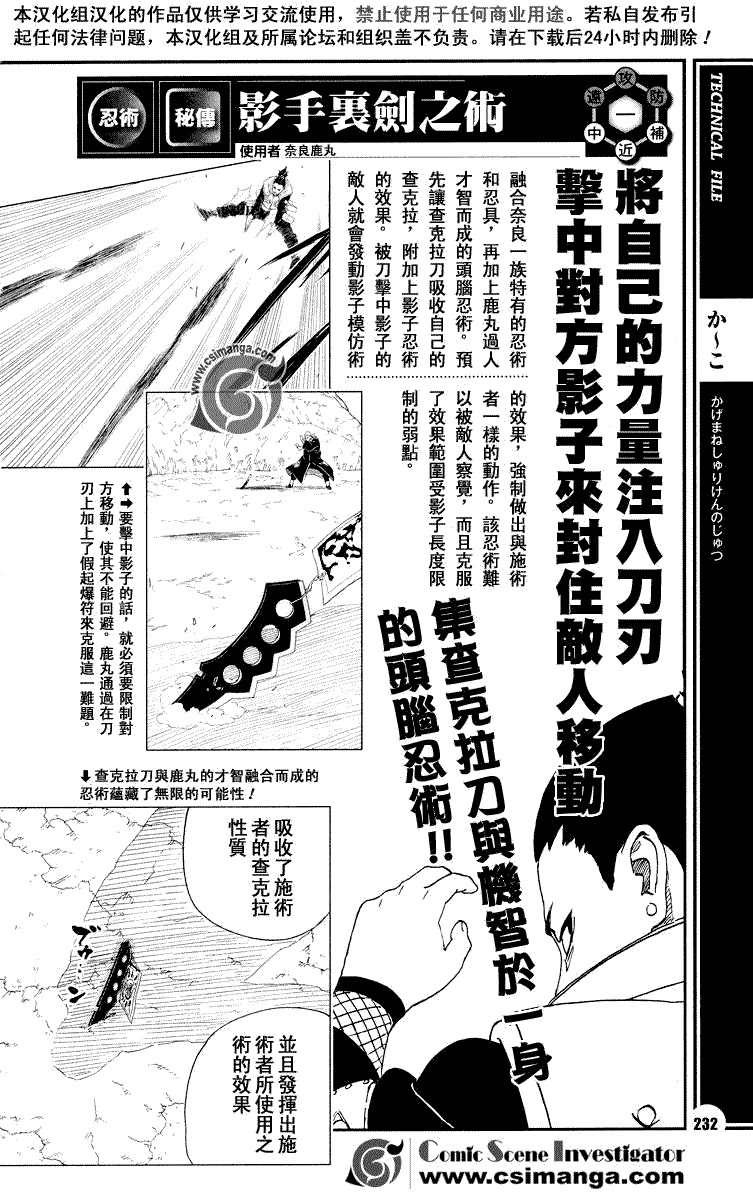 本汉化组汉化的作品仅供学习交流使用，禁止使用于任何商业用途。若私自发布引
起任何法律问题，本汉化组及所属论坛和组织盖不负责。请在下载后24小时内删除！
忍術
秘傳
影手裏劍之術
使用者 奈良鹿丸
攻
防
補
近
中
遠
一
TECHNICAL FILE
か～こ
かげまねしゅりけんのじゅつ
將自己的力量注入刀刃
擊中對方影子來封住敵人移動
融合奈良一族特有的忍術
和忍具，再加上鹿丸過人
才智而成的頭腦忍術。預
先讓查克拉刀吸收自己的
查克拉，附加上影子忍術
的效果。被刀擊中影子的
敵人就會發動影子模仿術
的效果，強制做出與施術
者一樣的動作。該忍術難
以被敵人察覺，而且克服
了效果範圍受影子長度限
制的弱點。
www.csimanga.com
⬆➡要擊中影子的話，就必須要限制對
方移動，使其不能回避。鹿丸通過在刀
刃上加上了假起爆符來克服這一難題。
集查克拉刀與機智於一身
的頭腦忍術!!
⬇查克拉刀與鹿丸的才智融合而成的
忍術蘊藏了無限的可能性！
吸收了施術
者的查克拉
性質
ブゥ…ン
並且發揮出施
術者所使用之
術的效果
232
Comic Scene Investigator
www.csimanga.com